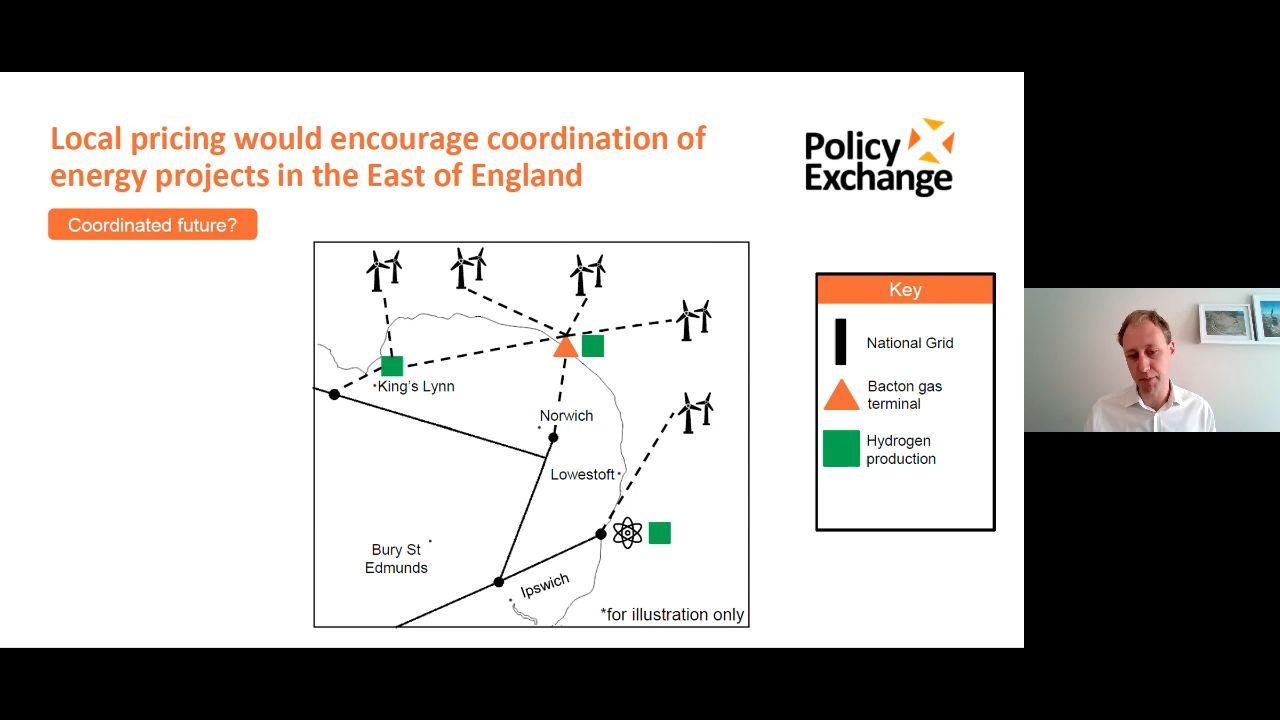 Local pricing would encourage coordination of
energy projects in the East of England
Policy
Exchange
Coordinated future?
King's Lynn
Norwich
Lowestoft
Bury St
Edmunds
Ipswich
*for illustration only
Key
National Grid
Bacton gas
terminal
Hydrogen
production